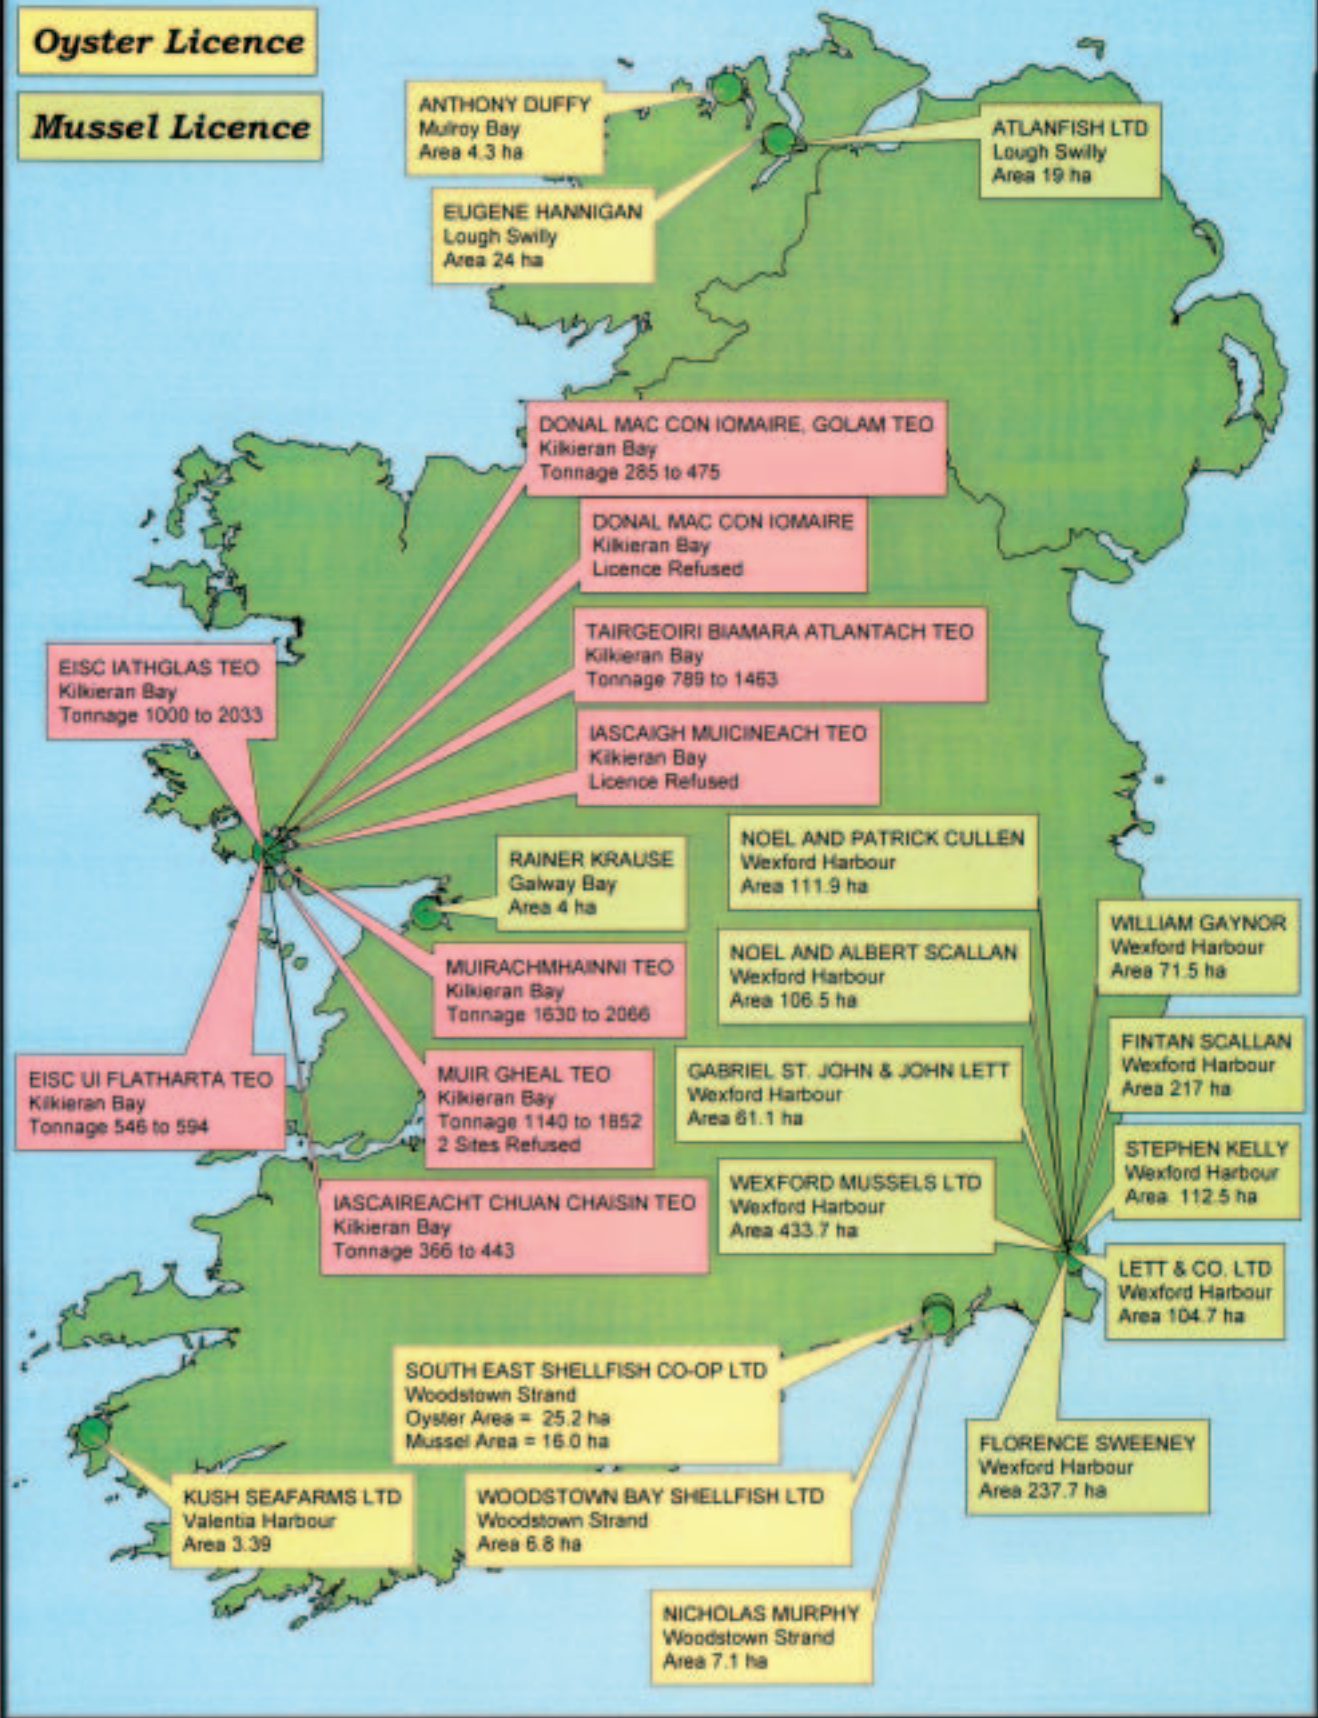 Oyster Licence
Mussel Licence
ANTHONY DUFFY
Mulroy Bay
Area 4.3 ha
ATLANFISH LTD
Lough Swilly
Area 19 ha
EUGENE HANNIGAN
Lough Swilly
Area 24 ha
DONAL MAC CON IOMAIRE, GOLAM TEO
Kilkieran Bay
Tonnage 285 to 475
DONAL MAC CON IOMAIRE
Kilkieran Bay
Licence Refused
TAIRGEOIRI BIAMARA ATLANTACH TEO
Kilkieran Bay
Tonnage 789 to 1463
EISC IATHGLAS TEO
Kilkieran Bay
Tonnage 1000 to 2033
IASCAIGH MUICINEACH TEO
Kilkieran Bay
Licence Refused
RAINER KRAUSE
Galway Bay
Area 4 ha
NOEL AND PATRICK CULLEN
Wexford Harbour
Area 111.9 ha
WILLIAM GAYNOR
Wexford Harbour
Area 71.5 ha
MUIRACHMHAINNI TEO
Kilkieran Bay
Tonnage 1630 to 2066
NOEL AND ALBERT SCALLAN
Wexford Harbour
Area 106.5 ha
FINTAN SCALLAN
Wexford Harbour
Area 217 ha
EISC UI FLATHARTA TEO
Kilkieran Bay
Tonnage 546 to 594
MUIR GHEAL TEO
Kilkieran Bay
Tonnage 1140 to 1852
2 Sites Refused
GABRIEL ST. JOHN & JOHN LETT
Wexford Harbour
Area 61.1 ha
STEPHEN KELLY
Wexford Harbour
Area. 112.5 ha
IASCAIREACHT CHUAN CHAISIN TEO
Kilkieran Bay
Tonnage 366 to 443
WEXFORD MUSSELS LTD
Wexford Harbour
Area 433.7 ha
LETT & CO. LTD
Wexford Harbour
Area 104.7 ha
SOUTH EAST SHELLFISH CO-OP LTD
Woodstown Strand
Oyster Area = 25.2 ha
Mussel Area = 16.0 ha
FLORENCE SWEENEY
Wexford Harbour
Area 237.7 ha
KUSH SEAFARMS LTD
Valentia Harbour
Area 3.39
WOODSTOWN BAY SHELLFISH LTD
Woodstown Strand
Area 6.8 ha
NICHOLAS MURPHY
Woodstown Strand
Area 7.1 ha